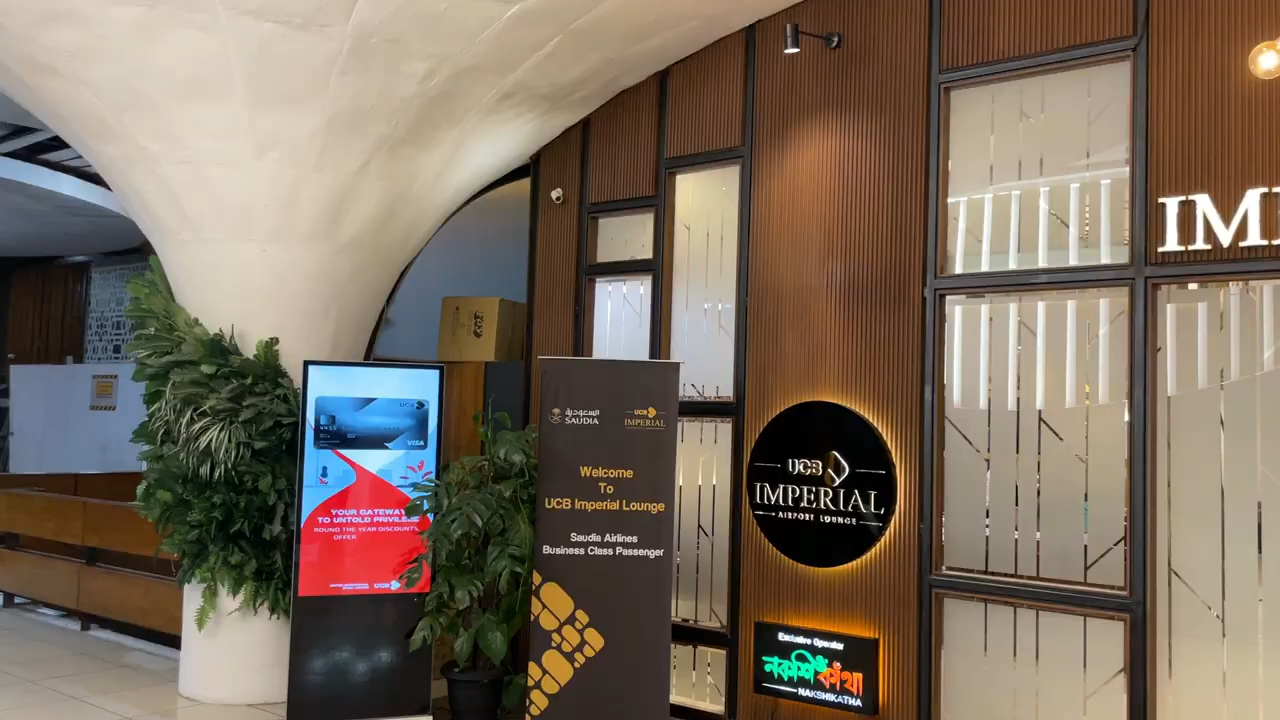 UCB
VISA
YOUR GATEWAY
TO UNTOLD PRIVILEGE
ROUND THE YEAR DISCOUNTS
OFFER
UCB
السعودية
SAUDIA
UCB
IMPERIAL
Welcome
To
UCB Imperial Lounge
Saudia Airlines
Business Class Passenger
UCB
IMPERIAL
AIRPORT LOUNGE
Exclusive Operator
নকশিকাঁথা
NAKSHIKATHA
IM